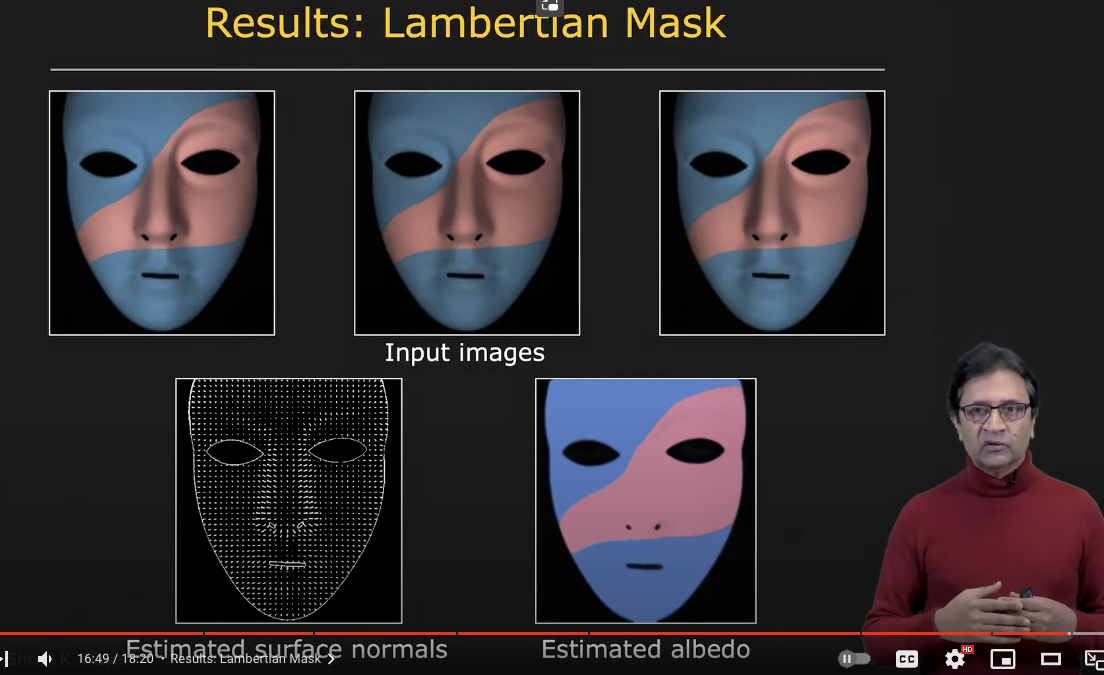 Results: Lambertian Mask
Input images
Estimated surface normals
Estimated albedo
16:49 / 18:20 • Results: Lambertian Mask
CC
HD